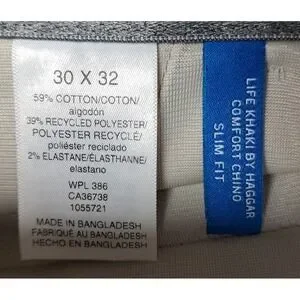 30 X 32
59% COTTON/COTON/
algodón
39% RECYCLED POLYESTER/
POLYESTER RECYCLÉ/
poliéster reciclado
2% ELASTANE/ÉLASTHANNE/
elastano
WPL 386
CA36738
1055721
MADE IN BANGLADESH
FABRIQUÉ AU BANGLADESH
HECHO EN BANGLADESH
LIFE KHAKI BY HAGGAR
COMFORT CHINO
SLIM FIT